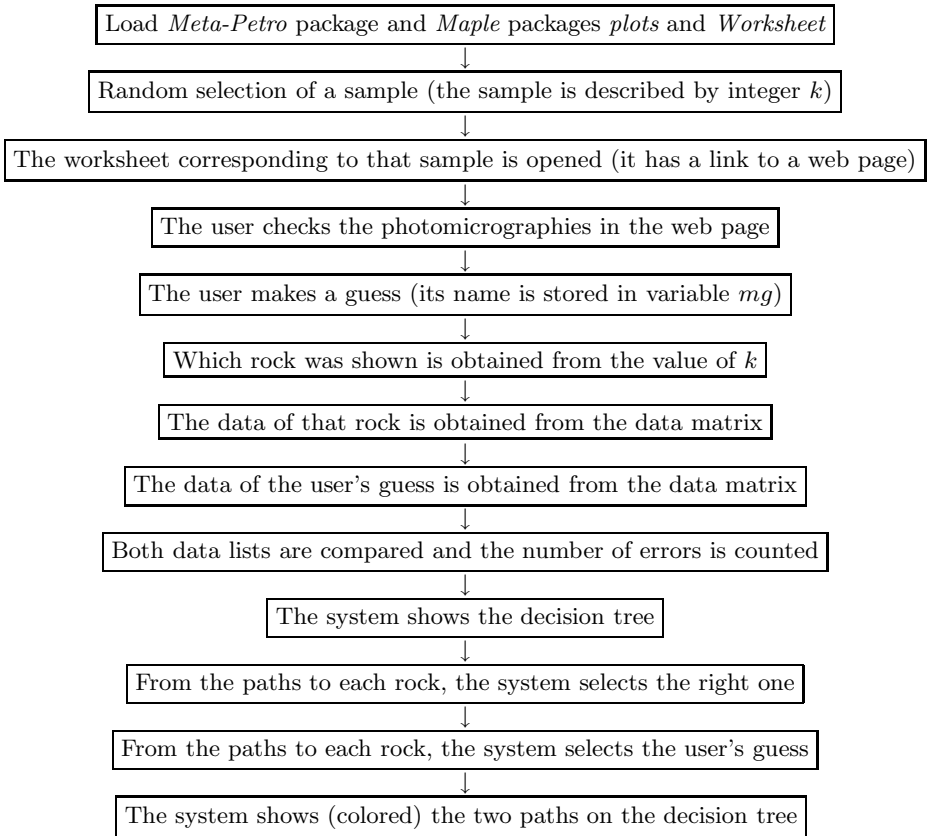 Load Meta-Petro package and Maple packages plots and Worksheet
↓
Random selection of a sample (the sample is described by integer k)
↓
The worksheet corresponding to that sample is opened (it has a link to a web page)
↓
The user checks the photomicrographies in the web page
↓
The user makes a guess (its name is stored in variable mg)
↓
Which rock was shown is obtained from the value of k
↓
The data of that rock is obtained from the data matrix
↓
The data of the user's guess is obtained from the data matrix
↓
Both data lists are compared and the number of errors is counted
↓
The system shows the decision tree
↓
From the paths to each rock, the system selects the right one
↓
From the paths to each rock, the system selects the user's guess
↓
The system shows (colored) the two paths on the decision tree